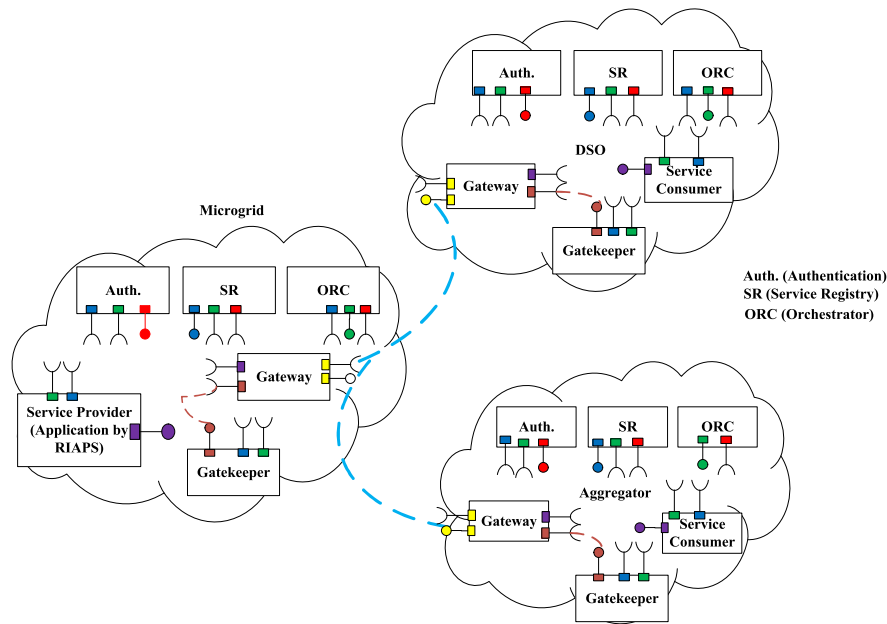 Auth.
SR
ORC
DSO
Gateway
Service
Consumer
Gatekeeper
Microgrid
Auth.
SR
ORC
Gateway
Service Provider
(Application by
RIAPS)
Gatekeeper
Auth. (Authentication)
SR (Service Registry)
ORC (Orchestrator)
Auth.
SR
ORC
Aggregator
Gateway
Service
Consumer
Gatekeeper